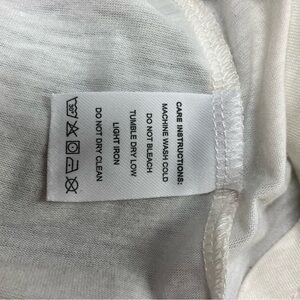 CARE INSTRUCTIONS:
MACHINE WASH COLD
DO NOT BLEACH
TUMBLE DRY LOW
LIGHT IRON
DO NOT DRY CLEAN